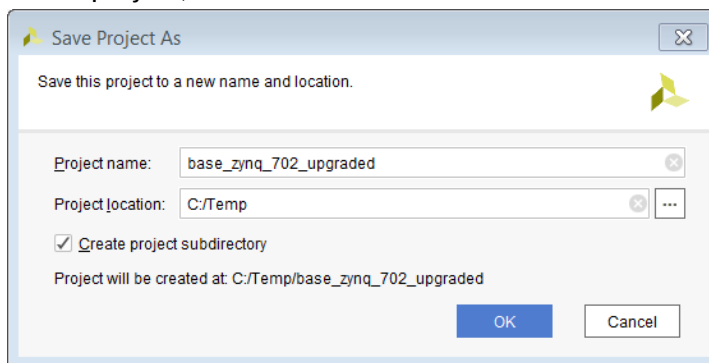 Save Project As
Save this project to a new name and location.
Project name: base_zynq_702_upgraded
Project location: C:/Temp ...
Create project subdirectory
Project will be created at: C:/Temp/base_zynq_702_upgraded
OK Cancel